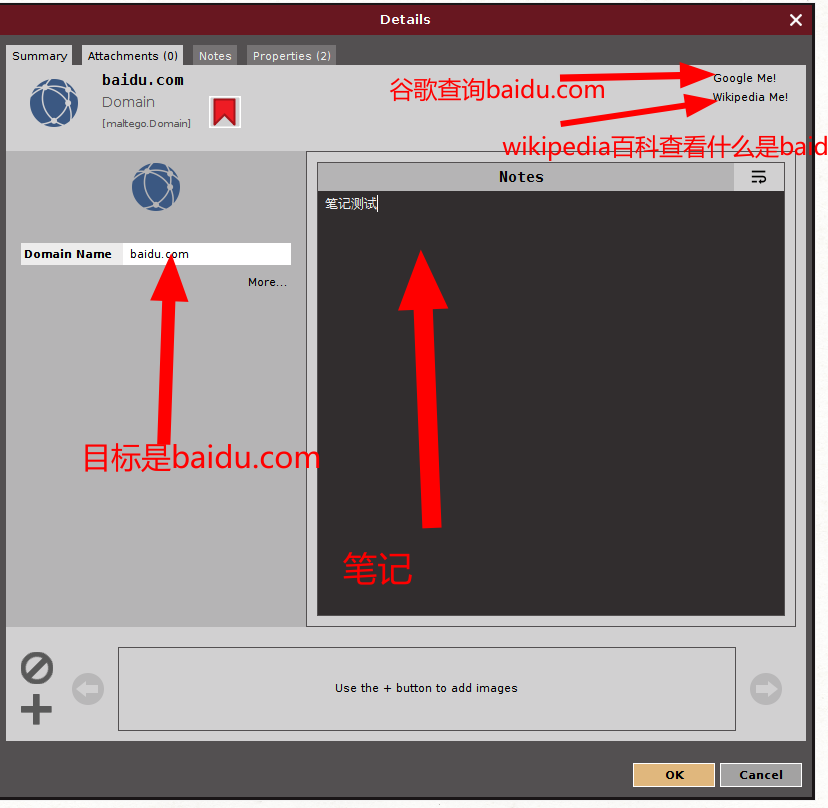 Details
Summary
Attachments (0)
Notes
Properties (2)
baidu.com
Domain
[maltego.Domain]
谷歌查询baidu.com
Google Me!
Wikipedia Me!
wikipedia百科查看什么是baid
Notes
笔记测试
Domain Name
baidu.com
More...
目标是baidu.com
笔记
Use the + button to add images
OK
Cancel